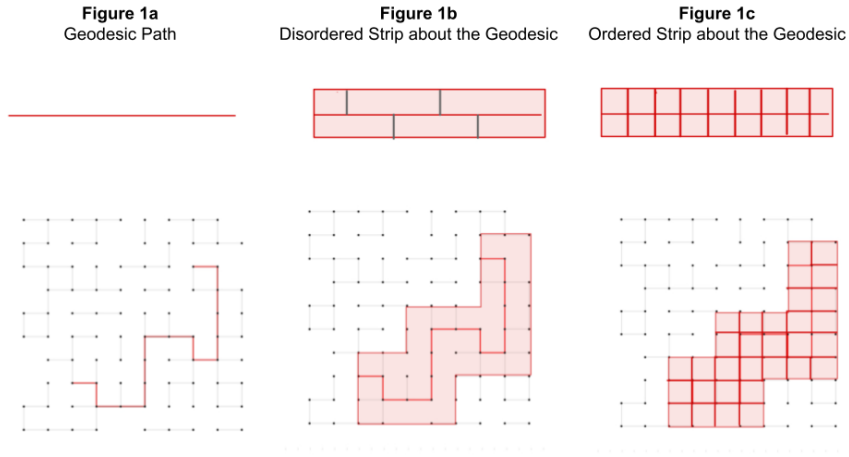 Figure 1a
Geodesic Path
Figure 1b
Disordered Strip about the Geodesic
Figure 1c
Ordered Strip about the Geodesic